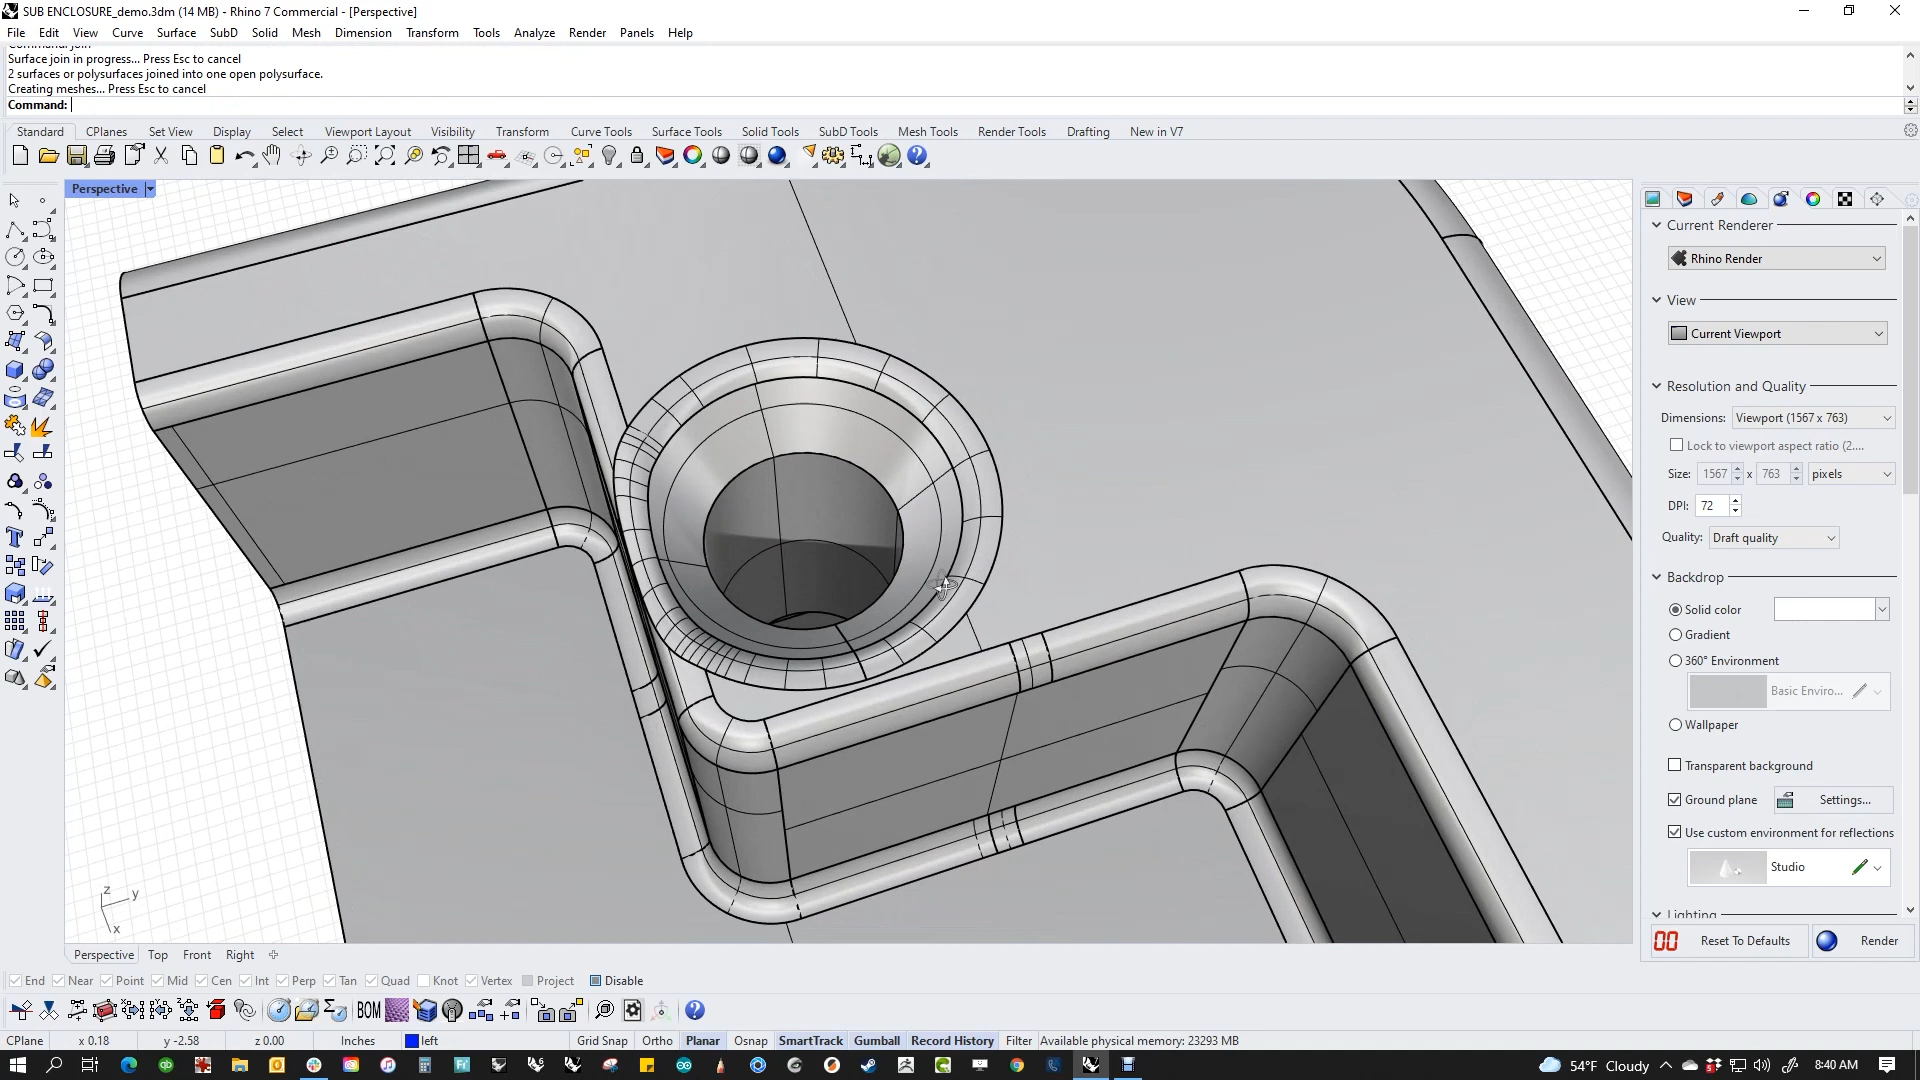 SUB ENCLOSURE_demo.3dm (14 MB) - Rhino 7 Commercial - [Perspective]
File Edit View Curve Surface SubD Solid Mesh Dimension Transform Tools Analyze Render Panels Help
Command: join
Surface join in progress... Press Esc to cancel
2 surfaces or polysurfaces joined into one open polysurface.
Creating meshes... Press Esc to cancel
Command:
Standard CPlanes Set View Display Select Viewport Layout Visibility Transform Curve Tools Surface Tools Solid Tools SubD Tools Mesh Tools Render Tools Drafting New in V7
Perspective
Current Renderer
Rhino Render
View
Current Viewport
Resolution and Quality
Dimensions: Viewport (1567 x 763)
Lock to viewport aspect ratio (2....
Size: 1567 x 763 pixels
DPI: 72
Quality: Draft quality
Backdrop
Solid color
Gradient
360° Environment
Basic Enviro...
Wallpaper
Transparent background
Ground plane Settings...
Use custom environment for reflections
Studio
Lighting
Reset To Defaults Render
z y x
Perspective Top Front Right
End Near Point Mid Cen Int Perp Tan Quad Knot Vertex Project Disable
BOM
CPlane x 0.18 y -2.58 z 0.00 Inches left Grid Snap Ortho Planar Osnap SmartTrack Gumball Record History Filter Available physical memory: 23293 MB
54°F Cloudy 8:40 AM